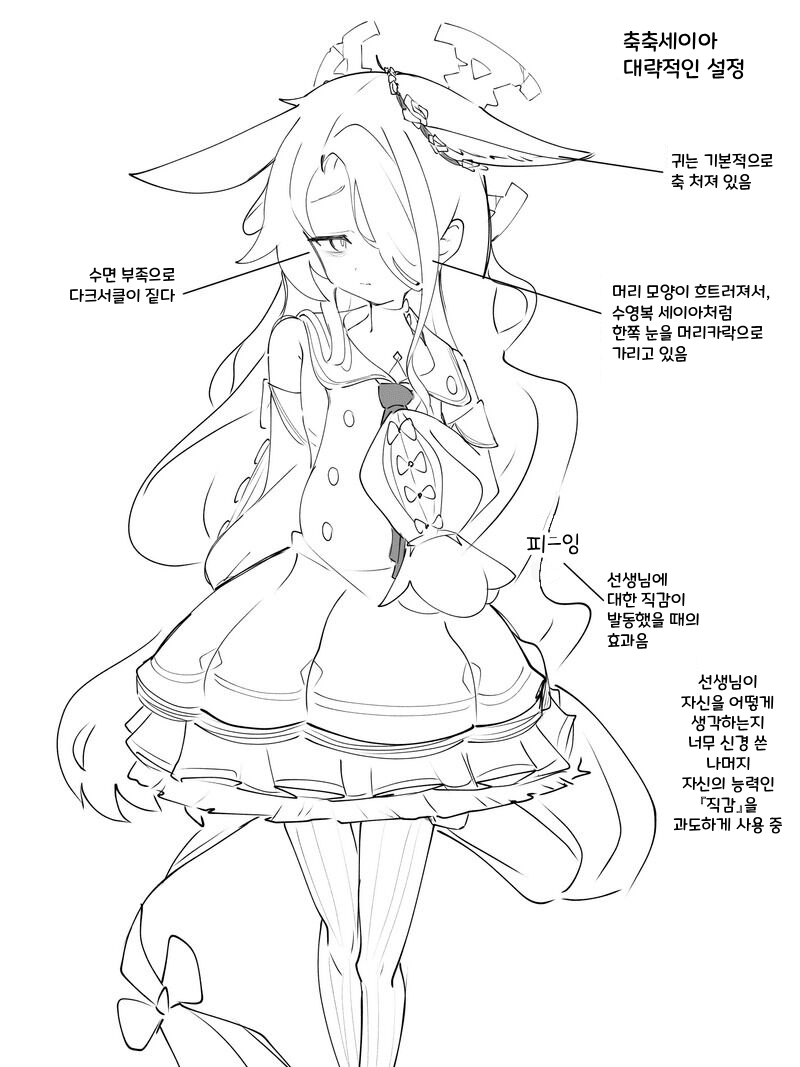 축축세이아
대략적인 설정
귀는 기본적으로
축 처져 있음
수면 부족으로
다크서클이 짙다
머리 모양이 흐트러져서,
수영복 세이아처럼
한쪽 눈을 머리카락으로
가리고 있음
피ㅡ잉
선생님에
대한 직감이
발동했을 때의
효과음
선생님이
자신을 어떻게
생각하는지
너무 신경 쓴
나머지
자신의 능력인
『직감』을
과도하게 사용 중